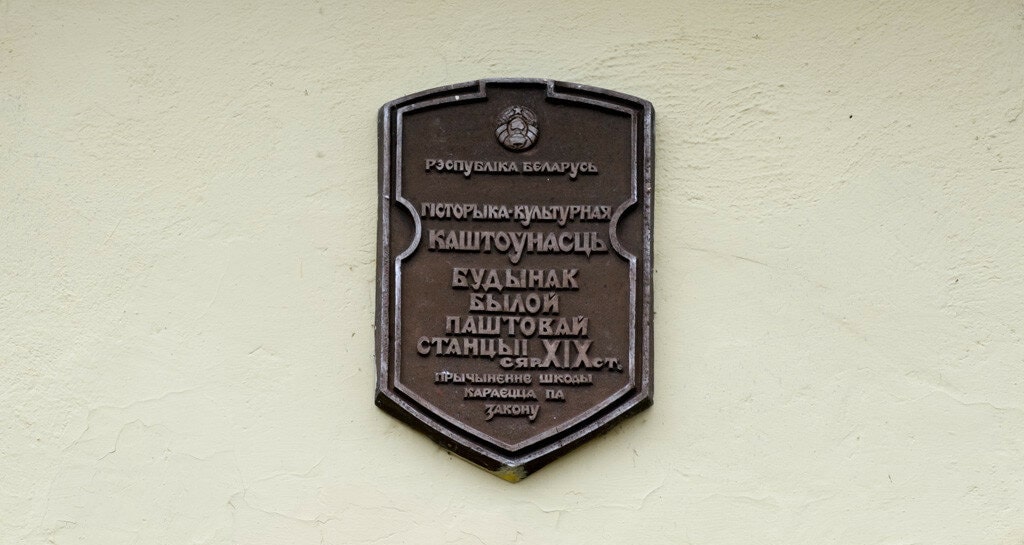 РЭСПУБЛІКА БЕЛАРУСЬ
ГІСТОРЫКА-КУЛЬТУРНАЯ
КАШТОЎНАСЦЬ
БУДЫНАК
БЫЛОЙ
ПАШТОВАЙ
СТАНЦЫІ
СЯР. XIX СТ.
ПРЫЧЫНЕННЕ ШКОДЫ
КАРАЕЦЦА ПА
ЗАКОНУ